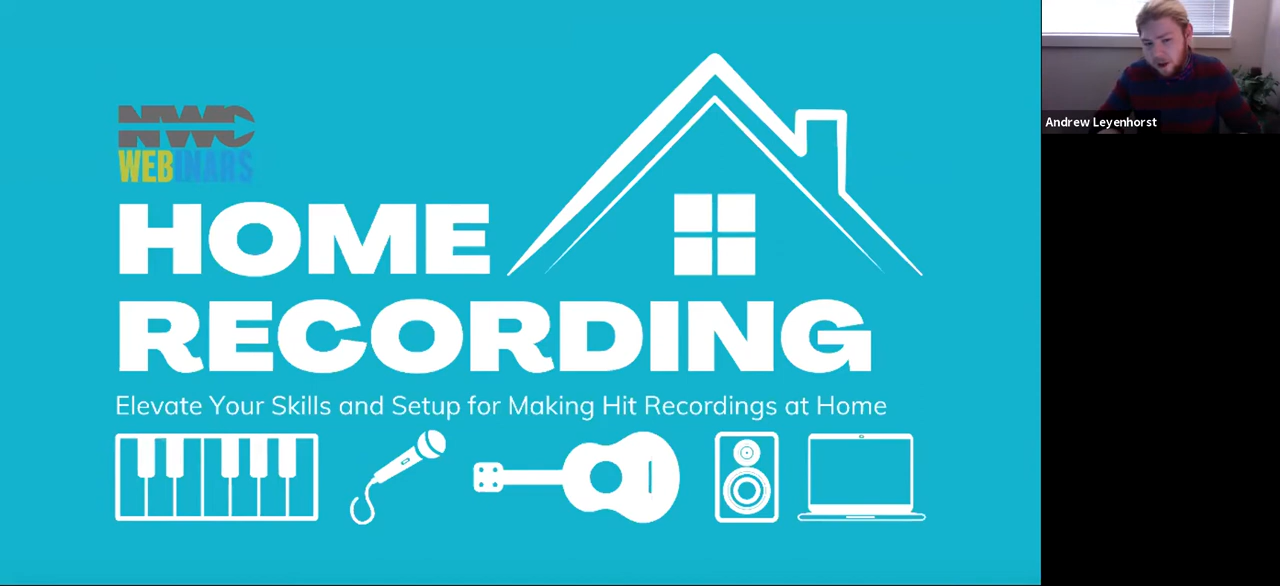 NWC
WEBINARS
HOME
RECORDING
Elevate Your Skills and Setup for Making Hit Recordings at Home
Andrew Leyenhorst